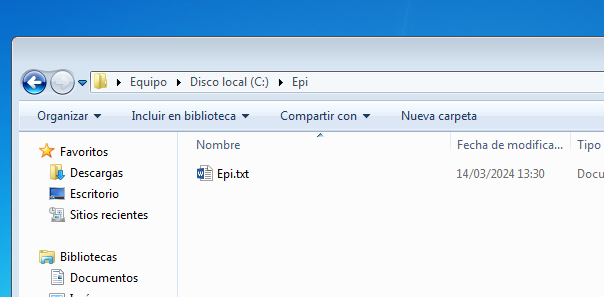 Equipo Disco local (C:) Epi
Organizar Incluir en biblioteca Compartir con Nueva carpeta
Favoritos
Descargas
Escritorio
Sitios recientes
Bibliotecas
Documentos
Nombre Fecha de modifica... Tipo
Epi.txt 14/03/2024 13:30 Docu